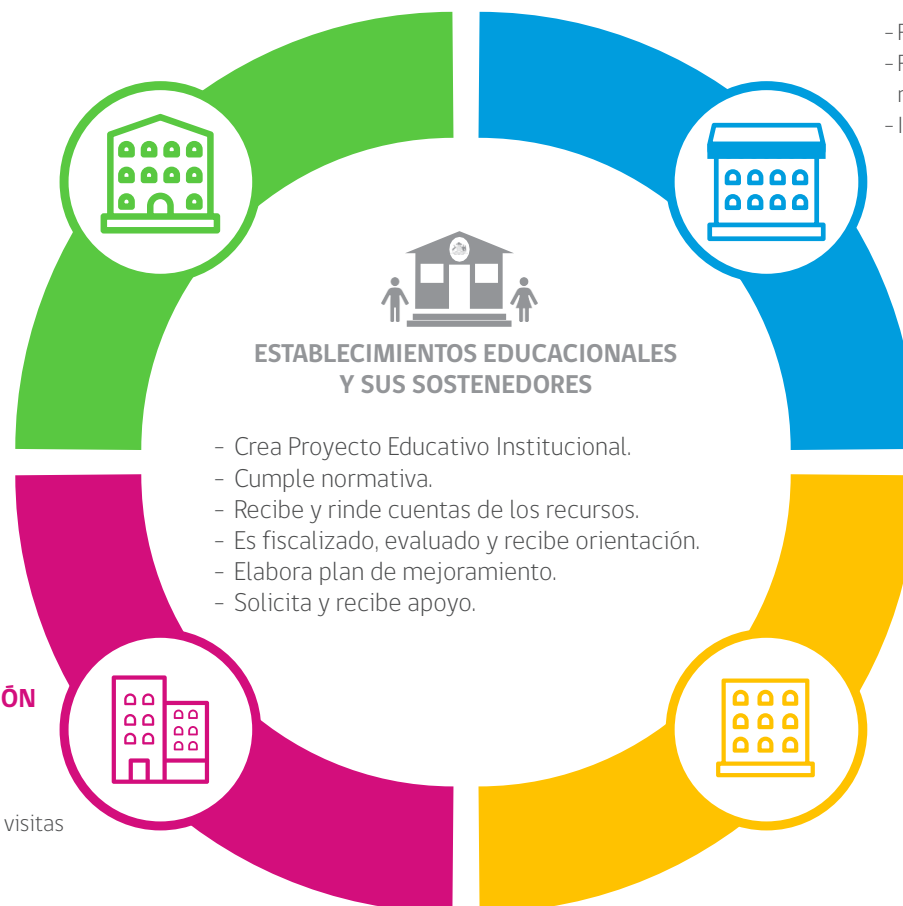 ESTABLECIMIENTOS EDUCACIONALES
Y SUS SOSTENEDORES
- Crea Proyecto Educativo Institucional.
- Cumple normativa.
- Recibe y rinde cuentas de los recursos.
- Es fiscalizado, evaluado y recibe orientación.
- Elabora plan de mejoramiento.
- Solicita y recibe apoyo.
ÓN
visitas